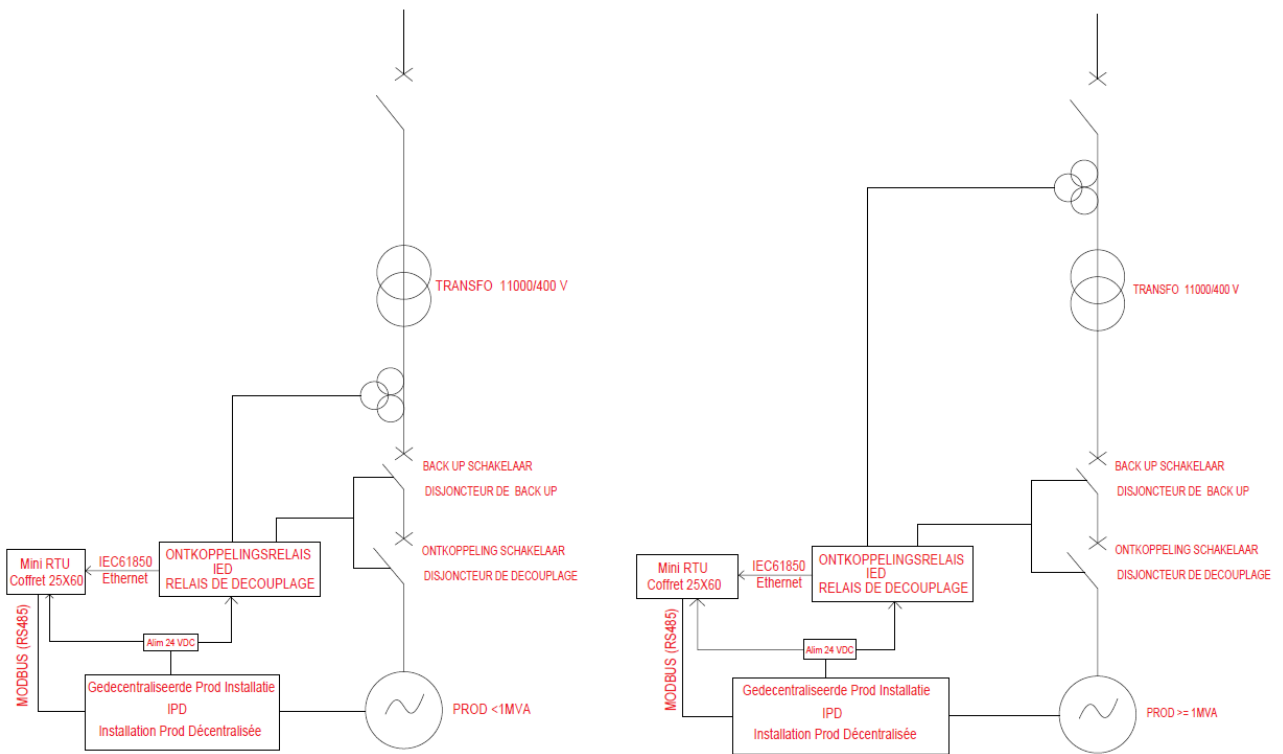 TRANSFO 11000/400 V
BACK UP SCHAKELAAR
DISJONCTEUR DE BACK UP
ONTKOPPELING SCHAKELAAR
DISJONCTEUR DE DECOUPLAGE
Mini RTU
Coffret 25X60
IEC61850
Ethernet
ONTKOPPELINGSRELAIS
IED
RELAIS DE DECOUPLAGE
MODBUS (RS485)
Alim 24 VDC
Gedecentraliseerde Prod Installatie
IPD
Installation Prod Décentralisée
PROD <1MVA
TRANSFO 11000/400 V
BACK UP SCHAKELAAR
DISJONCTEUR DE BACK UP
ONTKOPPELING SCHAKELAAR
DISJONCTEUR DE DECOUPLAGE
Mini RTU
Coffret 25X60
IEC61850
Ethernet
ONTKOPPELINGSRELAIS
IED
RELAIS DE DECOUPLAGE
MODBUS (RS485)
Alim 24 VDC
Gedecentraliseerde Prod Installatie
IPD
Installation Prod Décentralisée
PROD >= 1MVA